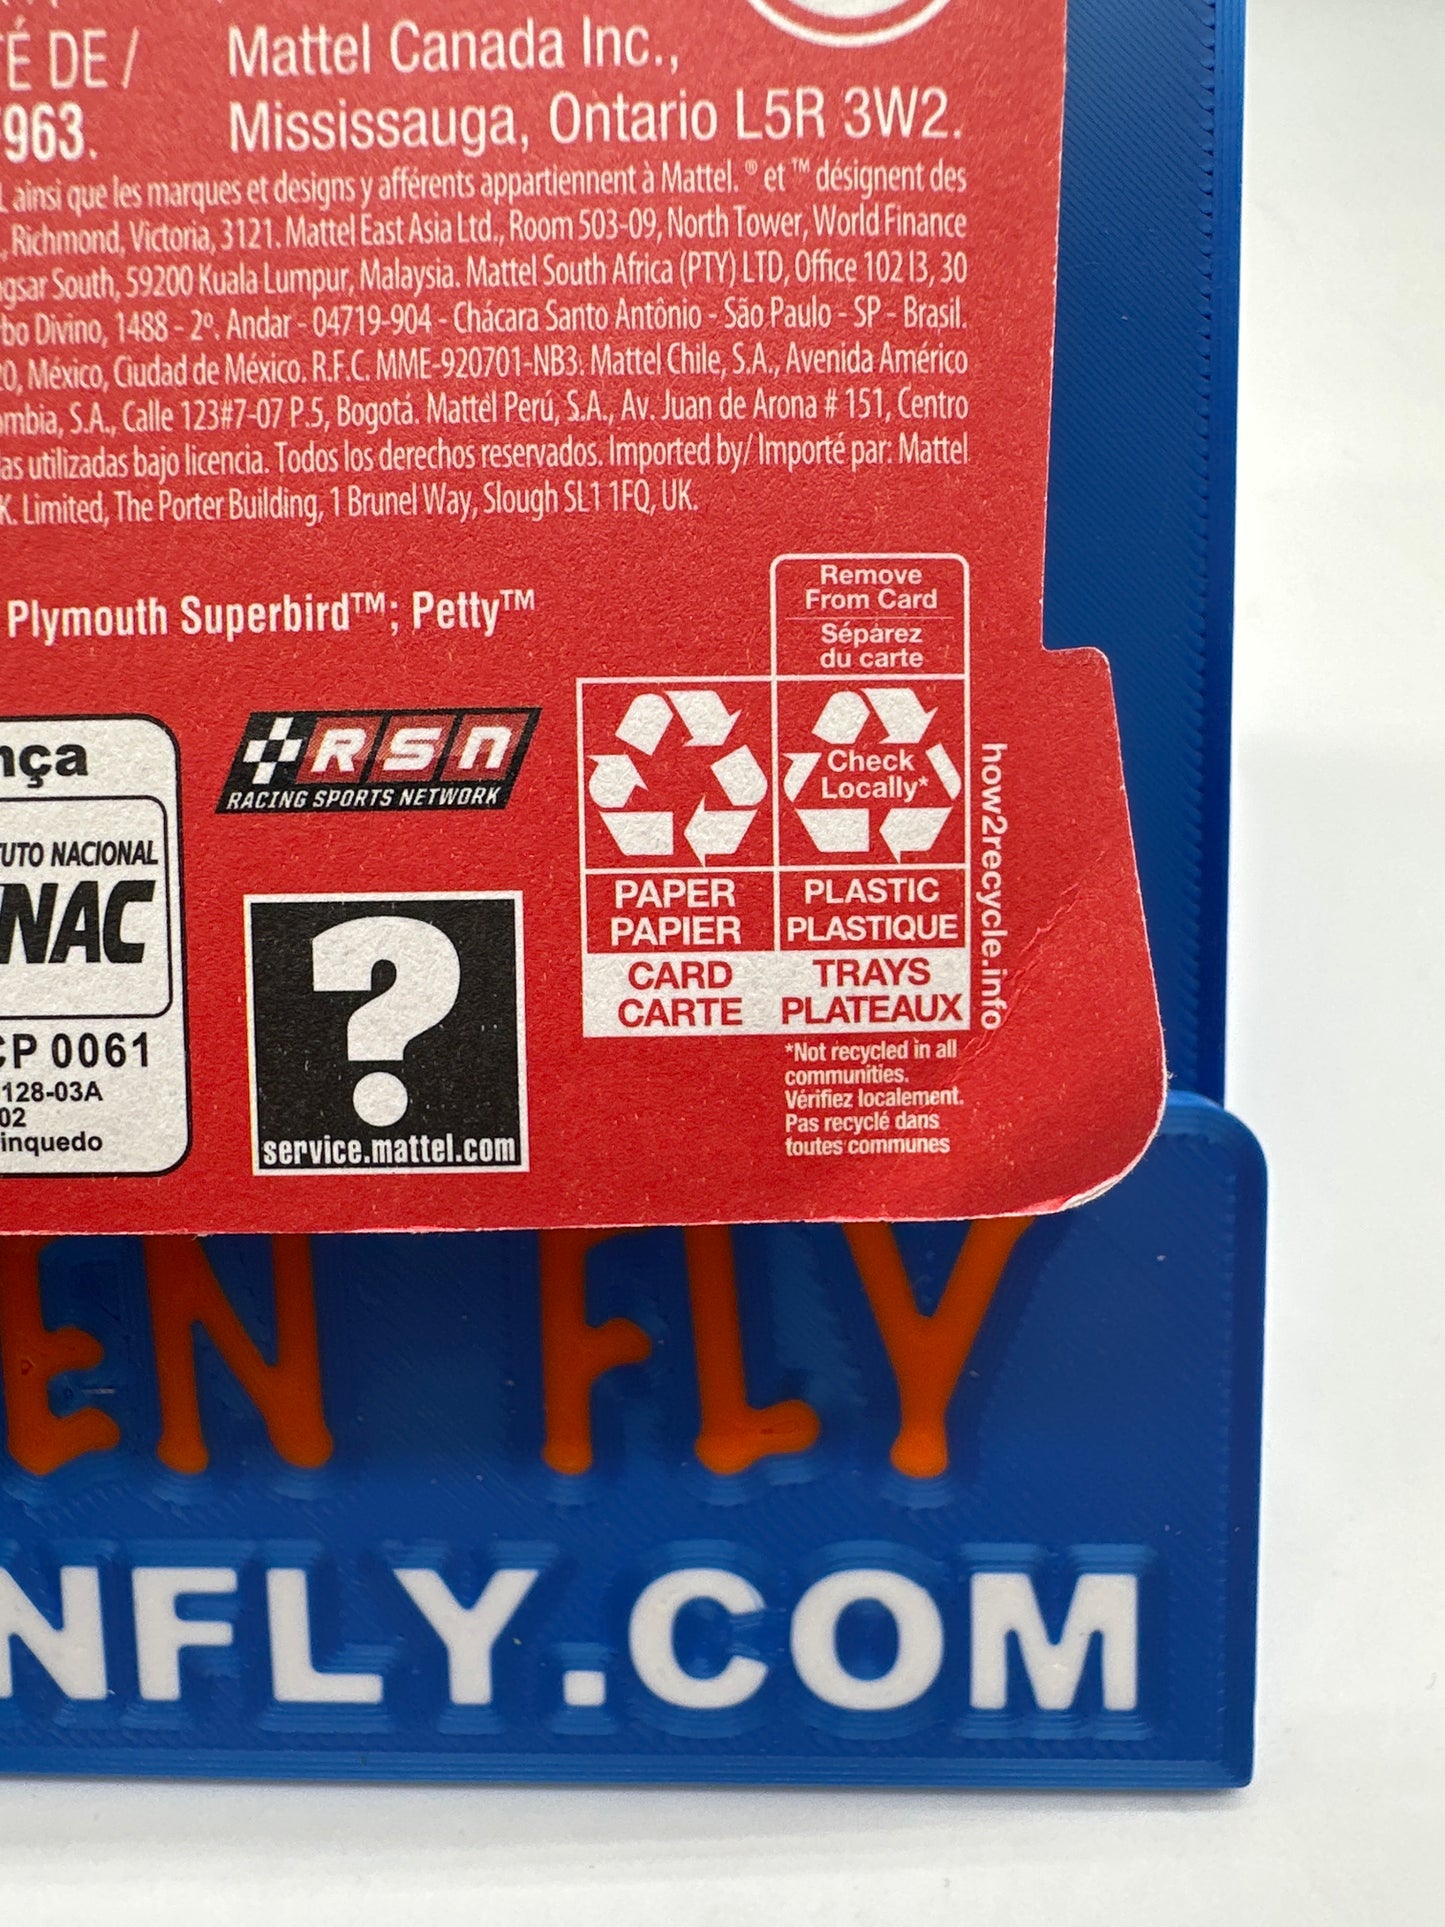 É DE /
963.
Mattel Canada Inc.,
Mississauga, Ontario L5R 3W2.
ainsi que les marques et designs y afférents appartiennent à Mattel. ® et ™ désignent des
, Richmond, Victoria, 3121. Mattel East Asia Ltd., Room 503-09, North Tower, World Finance
gsar South, 59200 Kuala Lumpur, Malaysia. Mattel South Africa (PTY) LTD, Office 102 I3, 30
bo Divino, 1488 - 2º. Andar - 04719-904 - Chácara Santo Antônio - São Paulo - SP - Brasil.
0, México, Ciudad de México. R.F.C. MME-920701-NB3. Mattel Chile, S.A., Avenida Américo
mbia, S.A., Calle 123#7-07 P.5, Bogotá. Mattel Perú, S.A., Av. Juan de Arona # 151, Centro
as utilizadas bajo licencia. Todos los derechos reservados. Imported by/ Importé par: Mattel
K. Limited, The Porter Building, 1 Brunel Way, Slough SL1 1FQ, UK.
Plymouth Superbird™; Petty™
Remove
From Card
Séparez
du carte
Check
Locally*
PAPER
PAPIER
CARD
CARTE
PLASTIC
PLASTIQUE
TRAYS
PLATEAUX
how2recycle.info
*Not recycled in all
communities.
Vérifiez localement.
Pas recyclé dans
toutes communes
RSN
RACING SPORTS NETWORK
?
service.mattel.com
nça
UTO NACIONAL
NAC
CP 0061
128-03A
02
inquedo
EN FLY
NFLY.COM